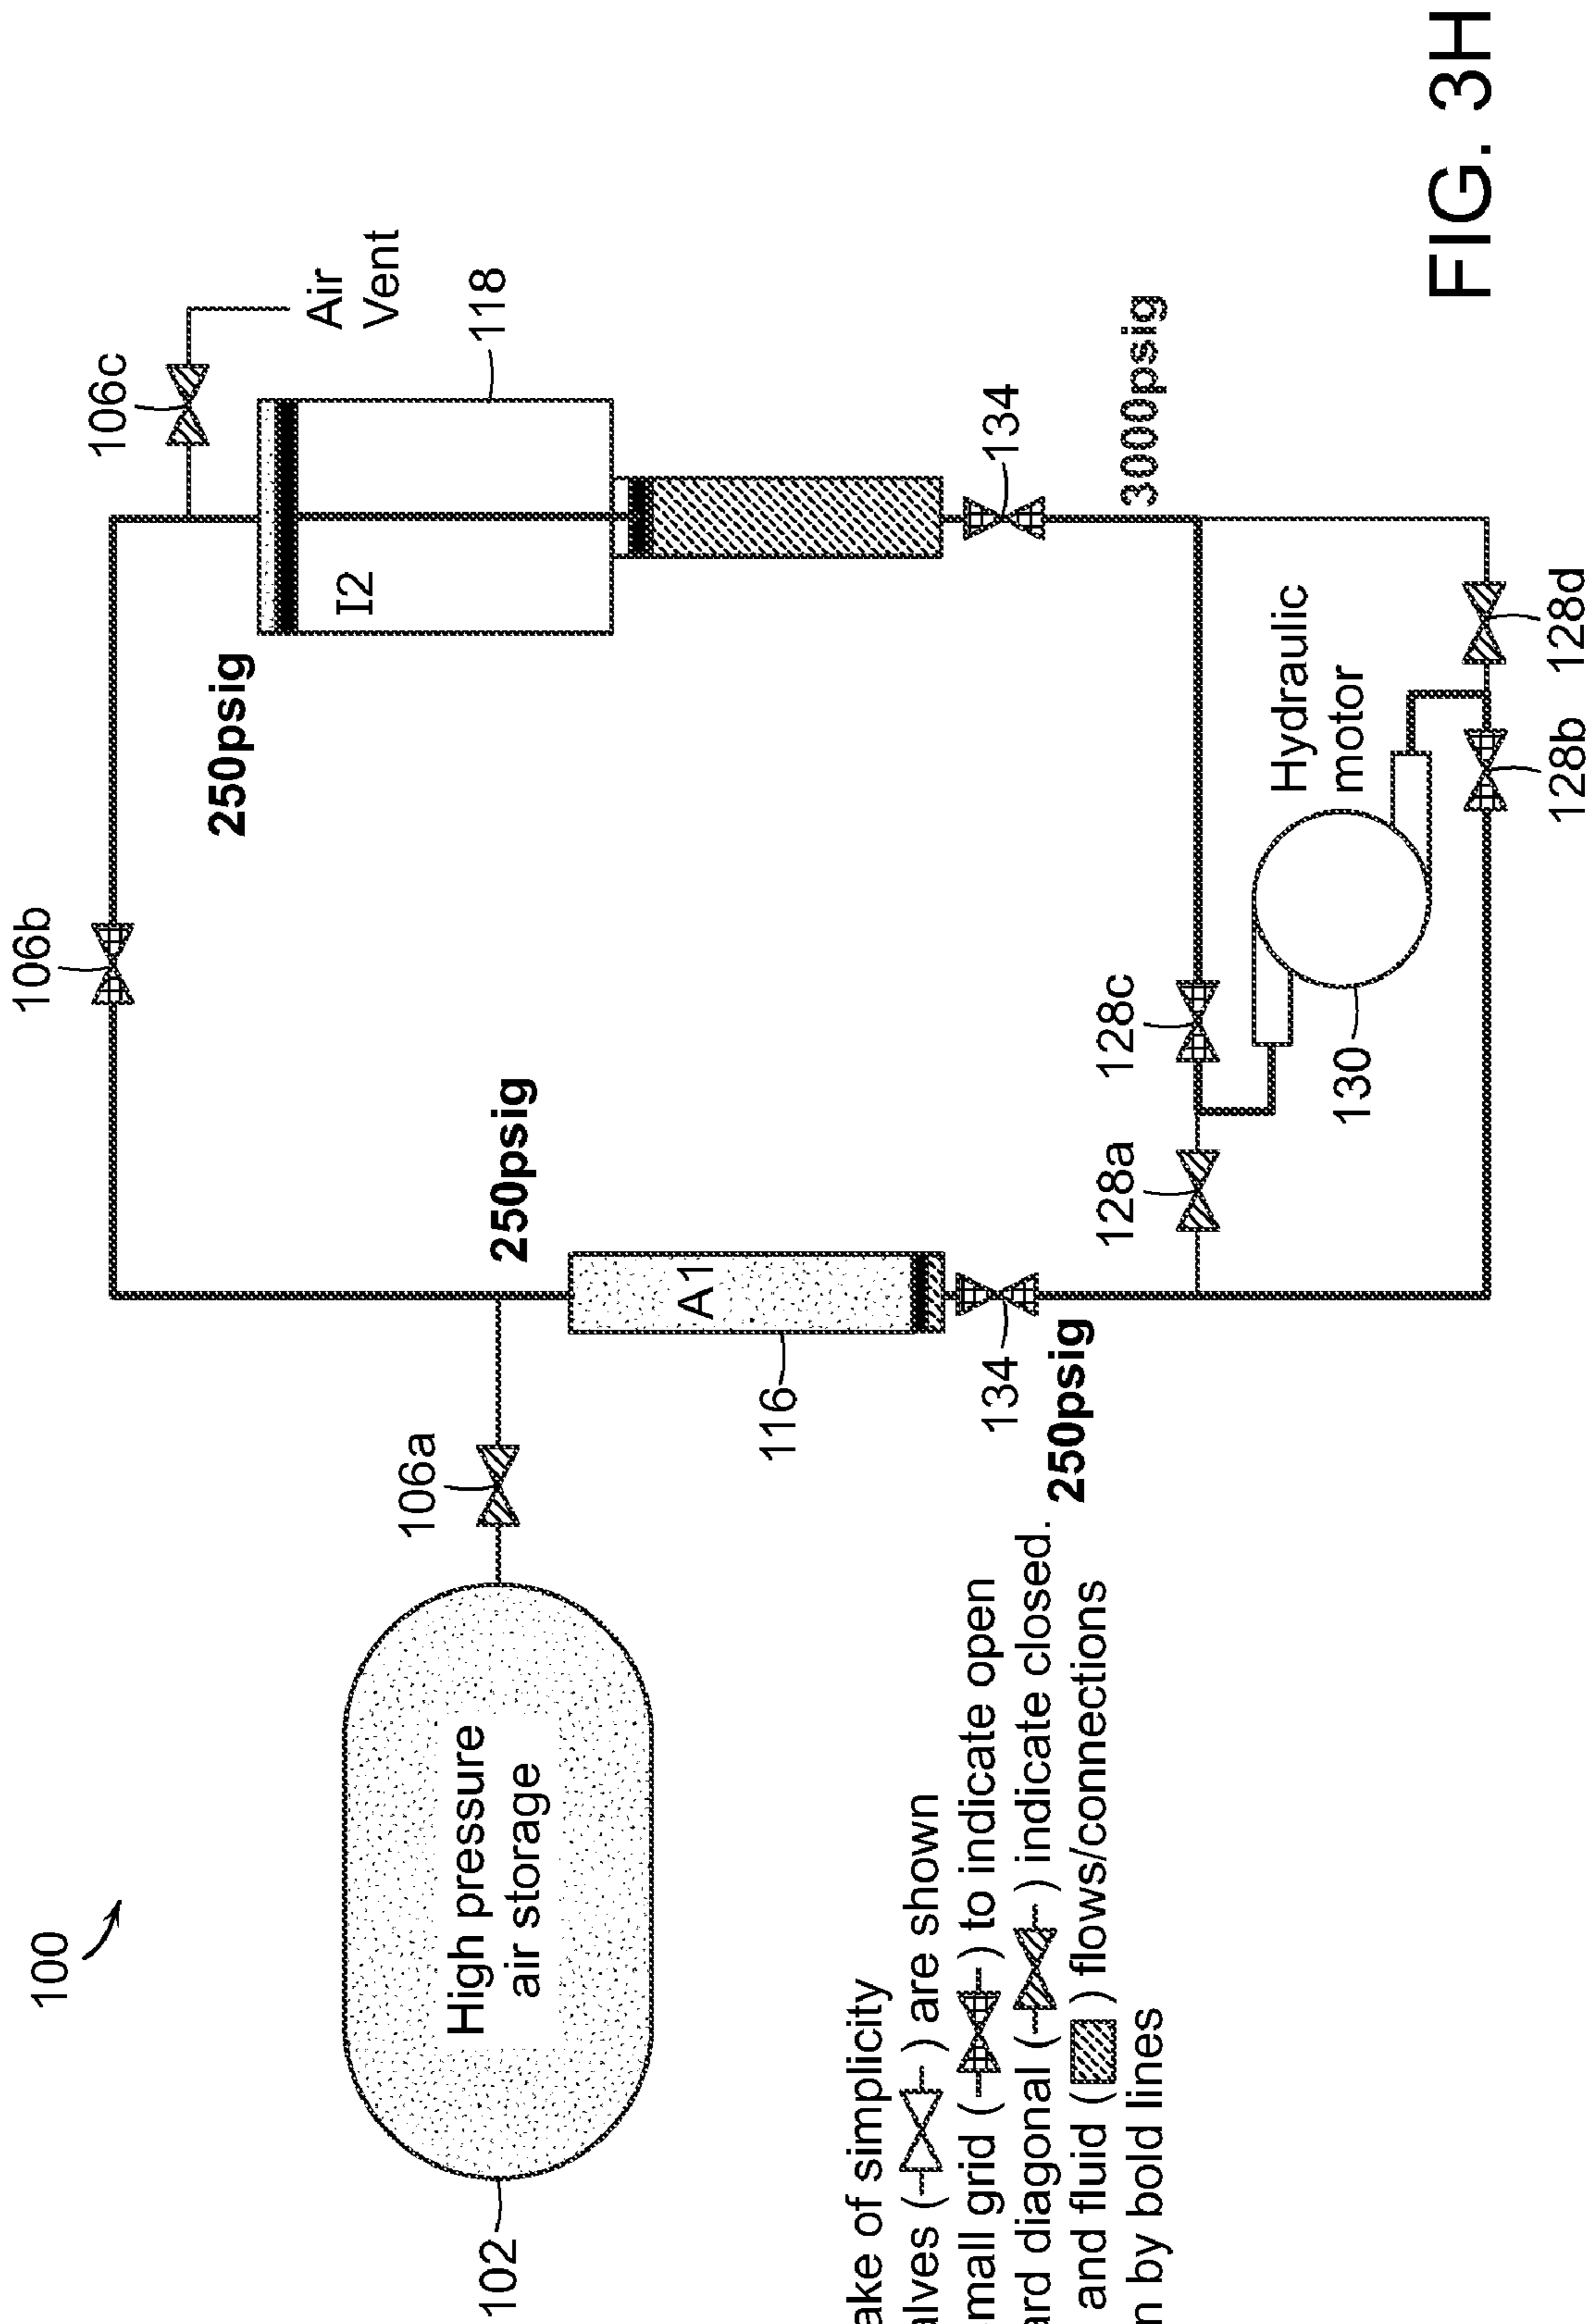 100
106b
106c
Air
Vent
250psig
118
I2
106a
250psig
High pressure
air storage
102
A1
116
134
134
250psig
3000psig
128a
128c
Hydraulic
motor
130
128b
128d
ake of simplicity
alves ( ) are shown
mall grid ( ) to indicate open
ard diagonal ( ) indicate closed.
and fluid ( ) flows/connections
n by bold lines
FIG. 3H